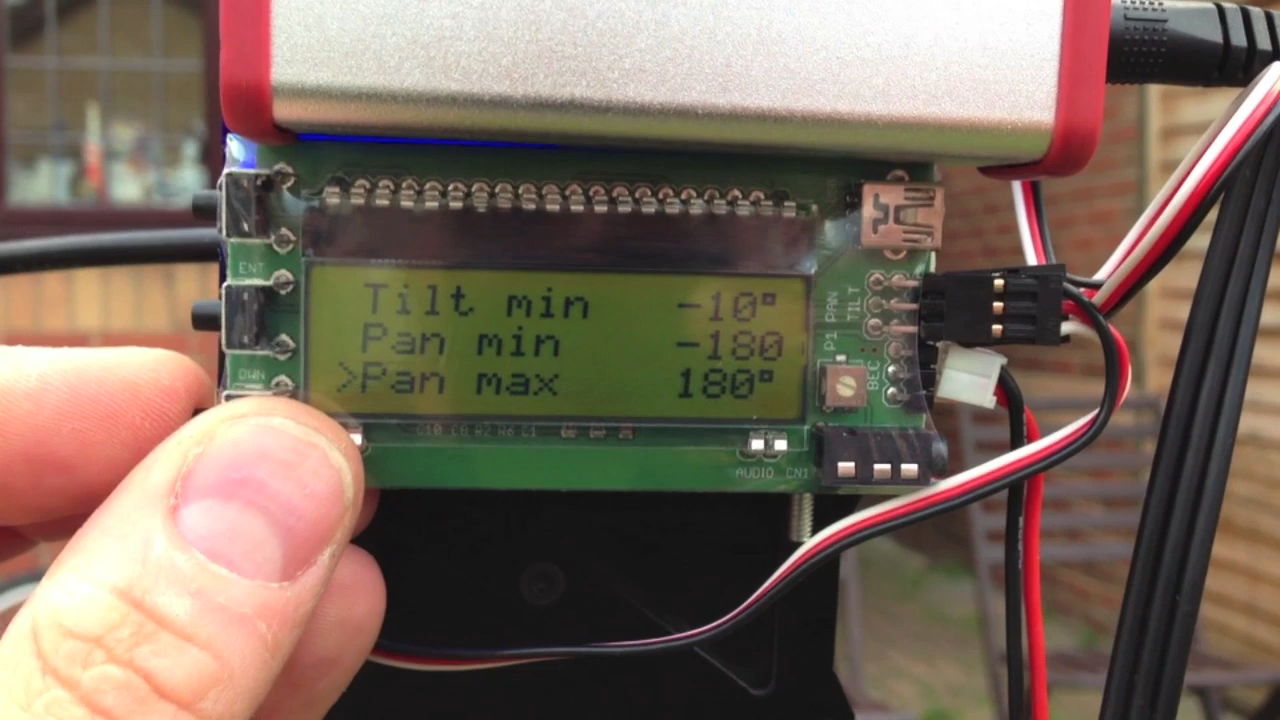 ENT
Tilt min -10°
Pan min -180
>Pan max 180°
DWN
P1 PAN
TILT
BEC
AUDIO CN1